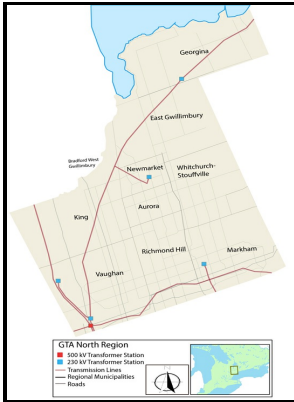 Georgina
East Gwillimbury
Bradford West
Gwillimbury
Newmarket
Whitchurch-
Stouffville
King
Aurora
Richmond Hill
Markham
Vaughan
GTA North Region
500 kV Transformer Station
230 kV Transformer Station
Transmission Lines
Regional Municipalities
Roads